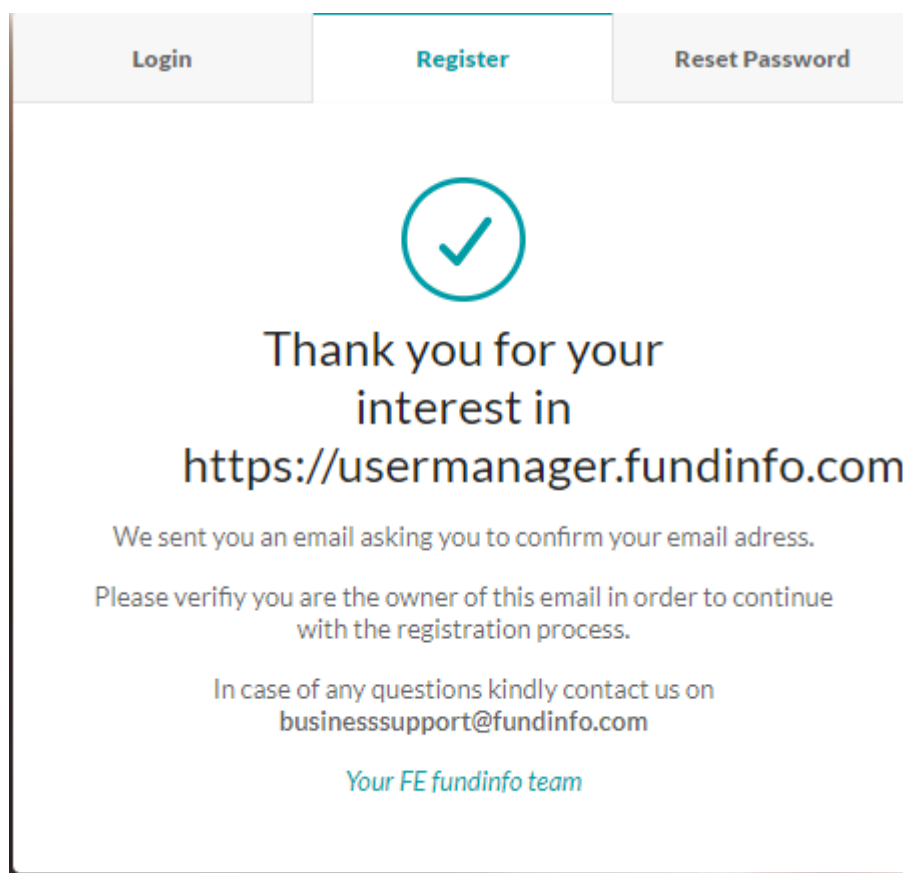 Login
Register
Reset Password
Thank you for your
interest in
https://usermanager.fundinfo.com
We sent you an email asking you to confirm your email adress.
Please verifiy you are the owner of this email in order to continue
with the registration process.
In case of any questions kindly contact us on
businesssupport@fundinfo.com
Your FE fundinfo team